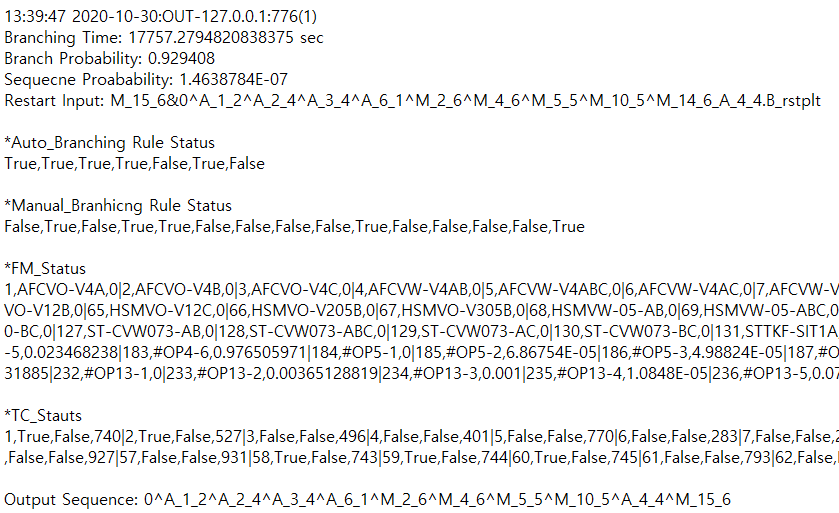 13:39:47 2020-10-30:OUT-127.0.0.1:776(1)
Branching Time: 17757.2794820838375 sec
Branch Probability: 0.929408
Sequecne Proabability: 1.4638784E-07
Restart Input: M_15_6&0^A_1_2^A_2_4^A_3_4^A_6_1^M_2_6^M_4_6^M_5_5^M_10_5^M_14_6_A_4_4.B_rstplt
*Auto_Branching Rule Status
True,True,True,True,False,True,False
*Manual_Branhicng Rule Status
False,True,False,True,True,False,False,False,False,True,False,False,False,False,True
*FM_Status
1,AFCVO-V4A,0|2,AFCVO-V4B,0|3,AFCVO-V4C,0|4,AFCVW-V4AB,0|5,AFCVW-V4ABC,0|6,AFCVW-V4AC,0|7,AFCVW-V
VO-V12B,0|65,HSMVO-V12C,0|66,HSMVO-V205B,0|67,HSMVO-V305B,0|68,HSMVW-05-AB,0|69,HSMVW-05-ABC,0
0-BC,0|127,ST-CVW073-AB,0|128,ST-CVW073-ABC,0|129,ST-CVW073-AC,0|130,ST-CVW073-BC,0|131,STTKF-SIT1A
-5,0.023468238|183,#OP4-6,0.976505971|184,#OP5-1,0|185,#OP5-2,6.86754E-05|186,#OP5-3,4.98824E-05|187,#O
31885|232,#OP13-1,0|233,#OP13-2,0.00365128819|234,#OP13-3,0.001|235,#OP13-4,1.0848E-05|236,#OP13-5,0.07
*TC_Stauts
1,True,False,740|2,True,False,527|3,False,False,496|4,False,False,401|5,False,False,770|6,False,False,283|7,False,False,2
,False,False,927|57,False,False,931|58,True,False,743|59,True,False,744|60,True,False,745|61,False,False,793|62,False,
Output Sequence: 0^A_1_2^A_2_4^A_3_4^A_6_1^M_2_6^M_4_6^M_5_5^M_10_5^A_4_4^M_15_6